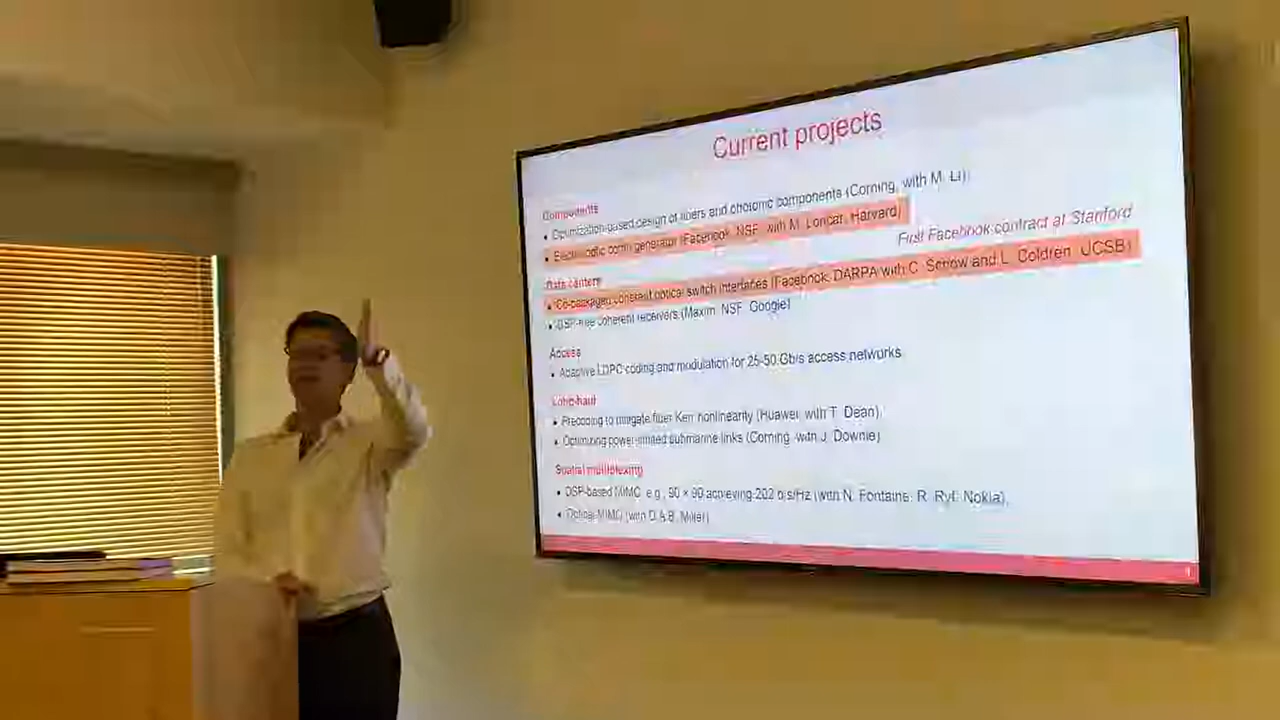 Current projects
Components
• Optimization-based design of fibers and photonic components (Corning, with M. Li)
• Electro-optic comb generator (Facebook, NSF, with M. Loncar, Harvard)
First Facebook contract at Stanford
Data centers
• Co-packaged coherent optical switch interfaces (Facebook, DARPA with C. Schow and L. Coldren, UCSB)
• DSP-free coherent receivers (Maxim, NSF, Google)
Access
• Adaptive LDPC coding and modulation for 25-50 Gb/s access networks
Long-haul
• Precoding to mitigate fiber Kerr nonlinearity (Huawei, with T. Dean)
• Optimizing power-limited submarine links (Corning, with J. Downie)
Spatial multiplexing
• DSP-based MIMO, e.g., 90 × 90 achieving 202 b/s/Hz (with N. Fontaine, R. Ryf, Nokia)
• Optical MIMO (with D.A.B. Miller)